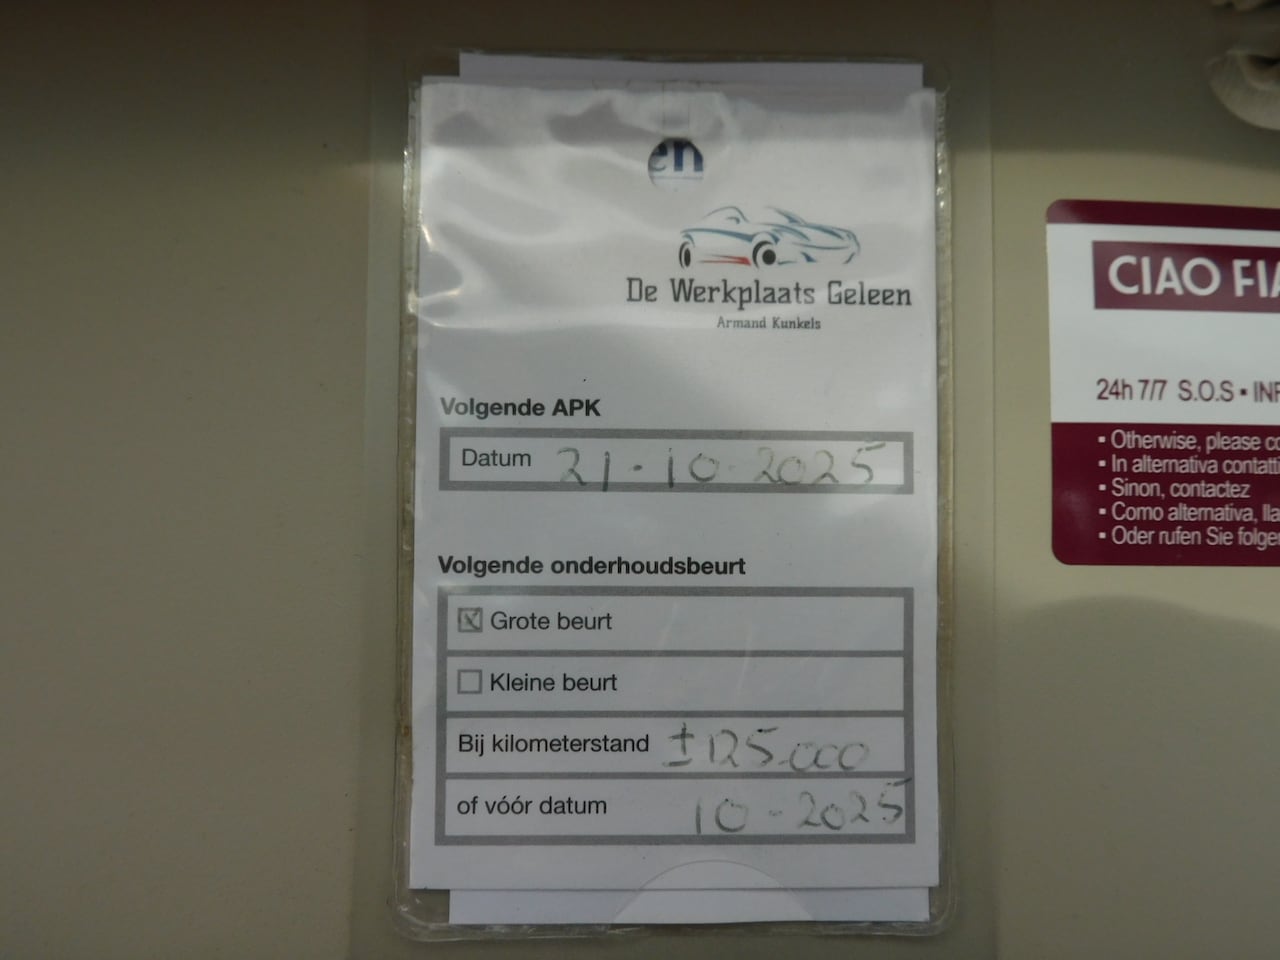 en
De Werkplaats Geleen
Armand Kunkels
Volgende APK
Datum 21-10-2025
Volgende onderhoudsbeurt
Grote beurt
Kleine beurt
Bij kilometerstand ±125.000
of vóór datum 10-2025
CIAO FIA
24h 7/7 S.O.S ▪ INF
▪ Otherwise, please co
▪ In alternativa contatti
▪ Sinon, contactez
▪ Como alternativa, lla
▪ Oder rufen Sie folge